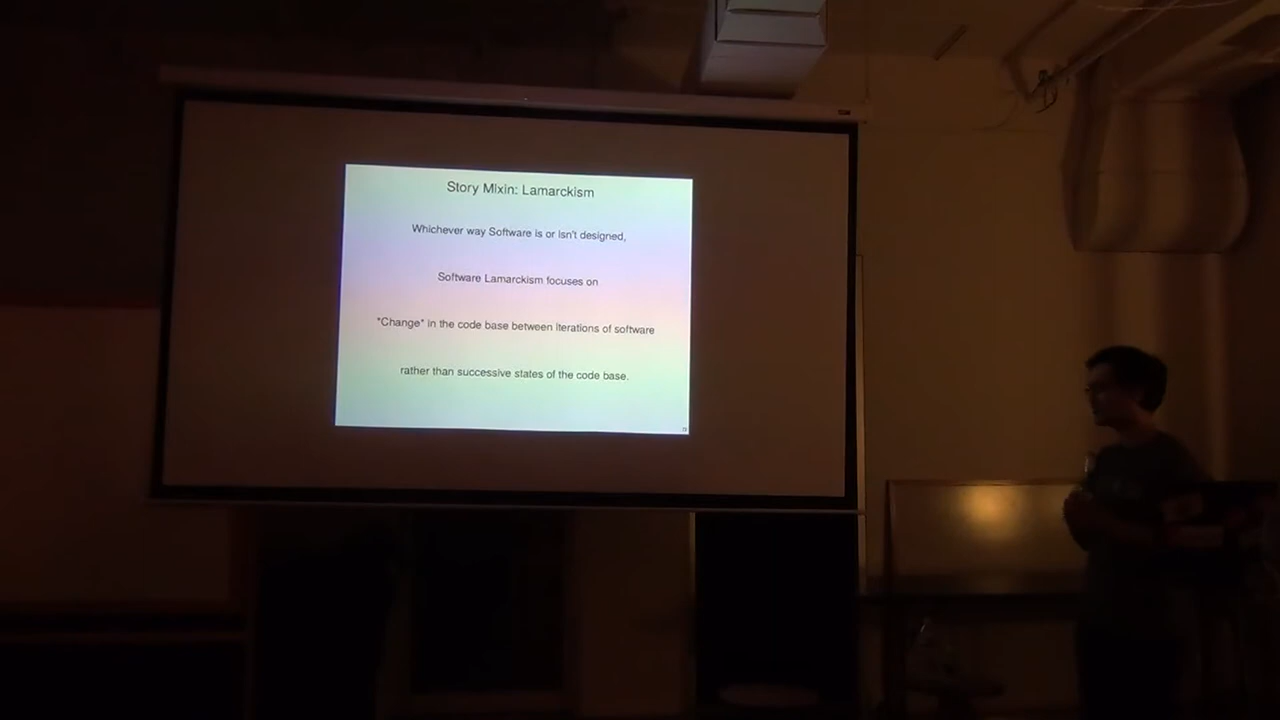 Story Mixin: Lamarckism
Whichever way Software is or isn't designed,
Software Lamarckism focuses on
*Change* in the code base between iterations of software
rather than successive states of the code base.